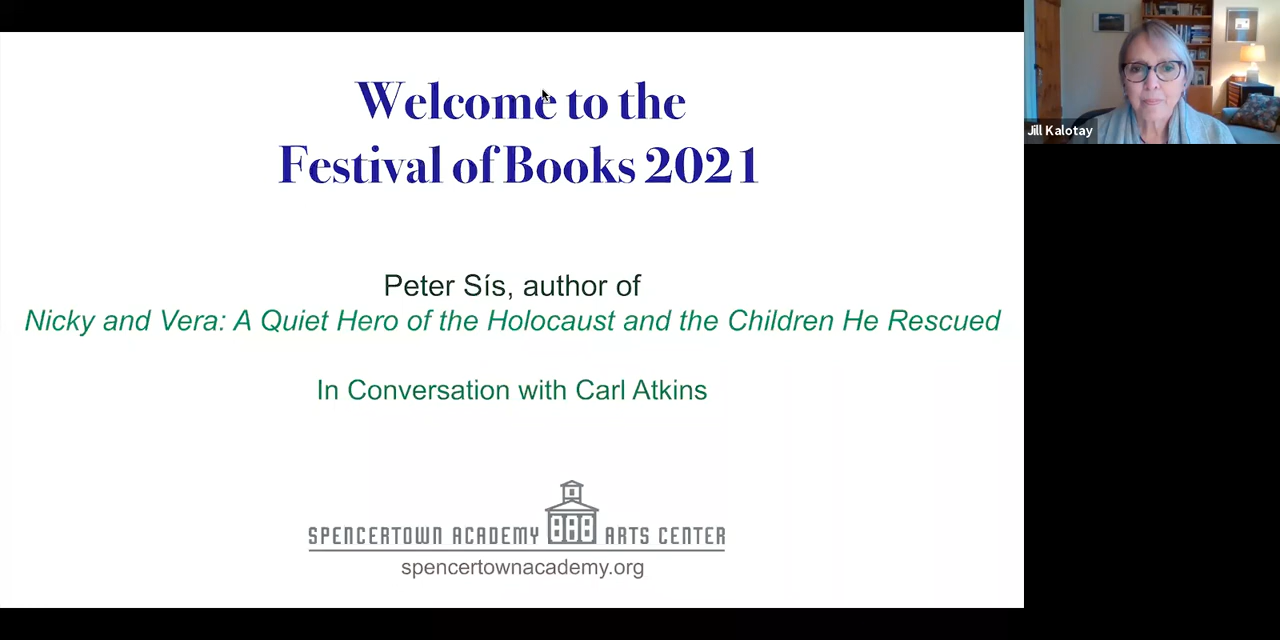 Welcome to the
Festival of Books 2021
Peter Sís, author of
Nicky and Vera: A Quiet Hero of the Holocaust and the Children He Rescued
In Conversation with Carl Atkins
SPENCERTOWN ACADEMY ARTS CENTER
spencertownacademy.org
Jill Kalotay